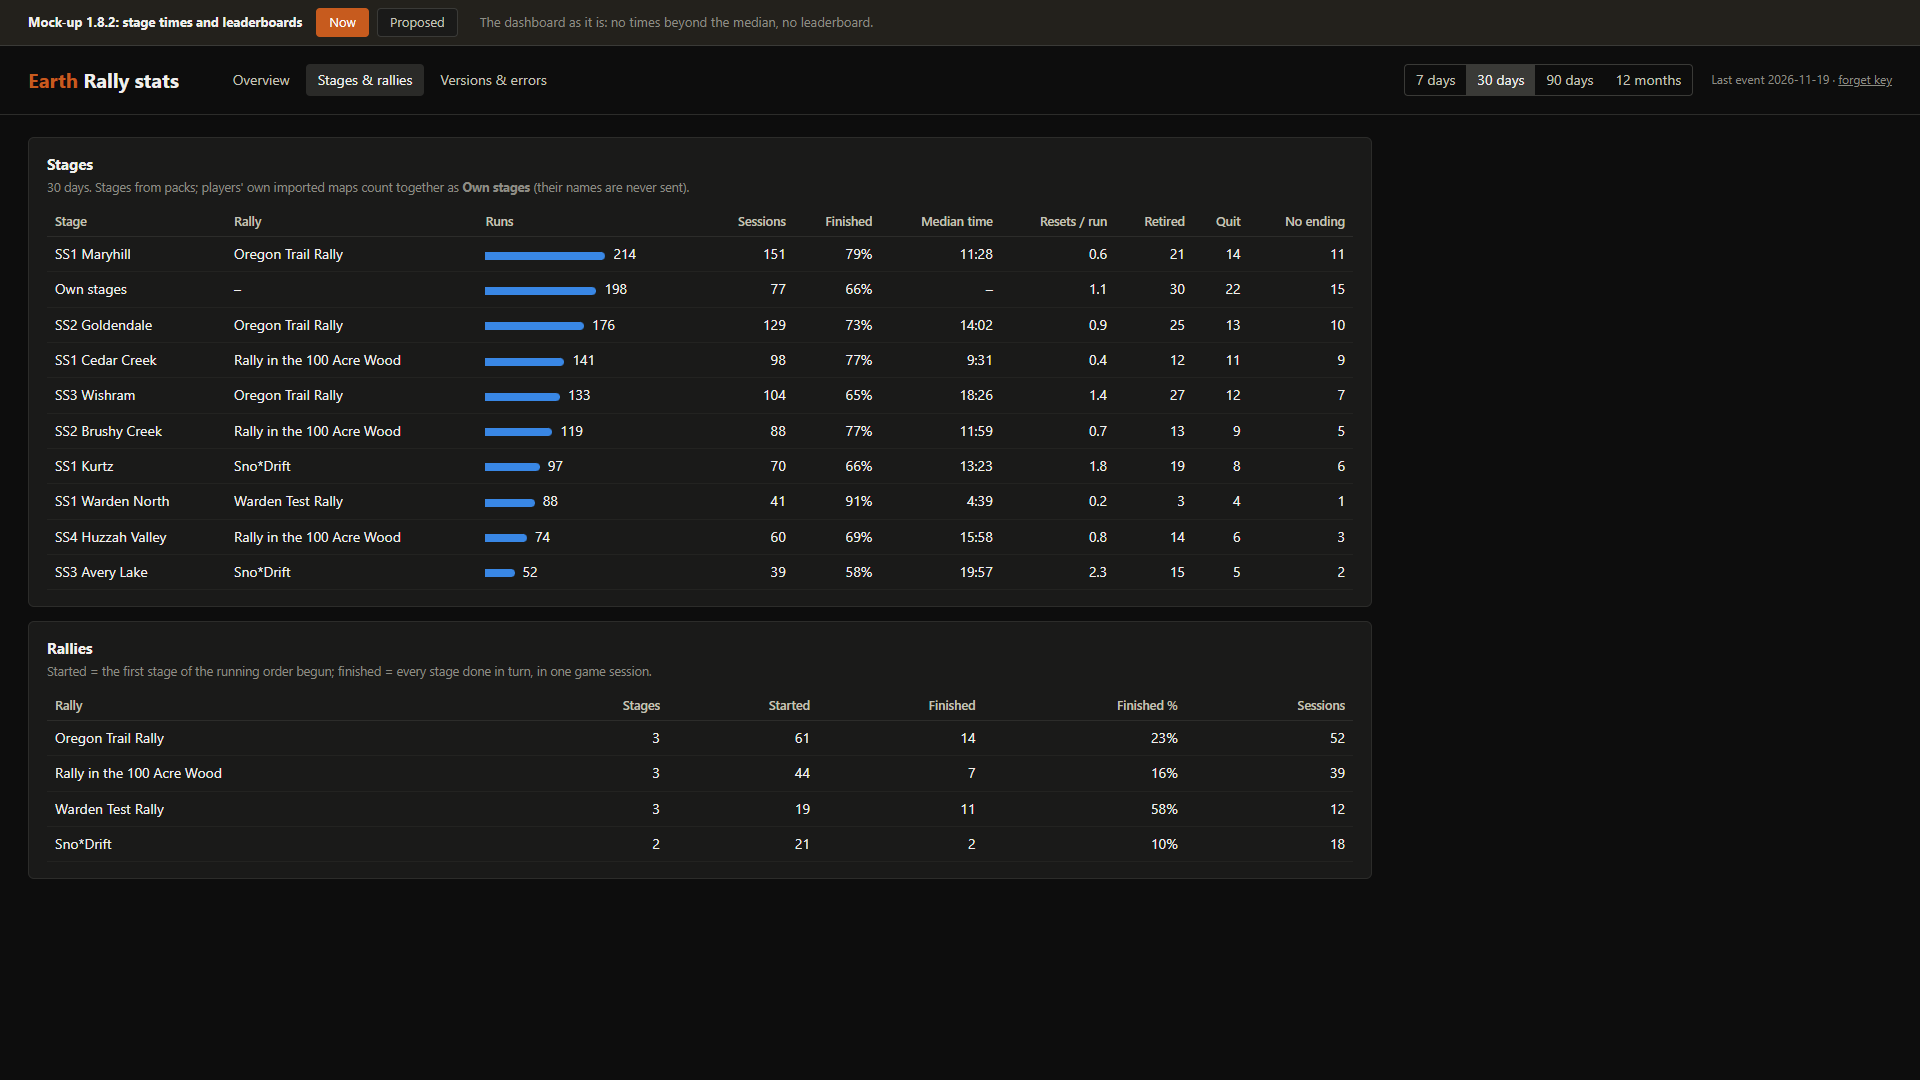 Mock-up 1.8.2: stage times and leaderboards Now Proposed The dashboard as it is: no times beyond the median, no leaderboard.
Earth Rally stats Overview Stages & rallies Versions & errors 7 days 30 days 90 days 12 months Last event 2026-11-19 · forget key
Stages
30 days. Stages from packs; players' own imported maps count together as Own stages (their names are never sent).
Stage Rally Runs Sessions Finished Median time Resets / run Retired Quit No ending
SS1 Maryhill Oregon Trail Rally 214 151 79% 11:28 0.6 21 14 11
Own stages – 198 77 66% – 1.1 30 22 15
SS2 Goldendale Oregon Trail Rally 176 129 73% 14:02 0.9 25 13 10
SS1 Cedar Creek Rally in the 100 Acre Wood 141 98 77% 9:31 0.4 12 11 9
SS3 Wishram Oregon Trail Rally 133 104 65% 18:26 1.4 27 12 7
SS2 Brushy Creek Rally in the 100 Acre Wood 119 88 77% 11:59 0.7 13 9 5
SS1 Kurtz Sno*Drift 97 70 66% 13:23 1.8 19 8 6
SS1 Warden North Warden Test Rally 88 41 91% 4:39 0.2 3 4 1
SS4 Huzzah Valley Rally in the 100 Acre Wood 74 60 69% 15:58 0.8 14 6 3
SS3 Avery Lake Sno*Drift 52 39 58% 19:57 2.3 15 5 2
Rallies
Started = the first stage of the running order begun; finished = every stage done in turn, in one game session.
Rally Stages Started Finished Finished % Sessions
Oregon Trail Rally 3 61 14 23% 52
Rally in the 100 Acre Wood 3 44 7 16% 39
Warden Test Rally 3 19 11 58% 12
Sno*Drift 2 21 2 10% 18